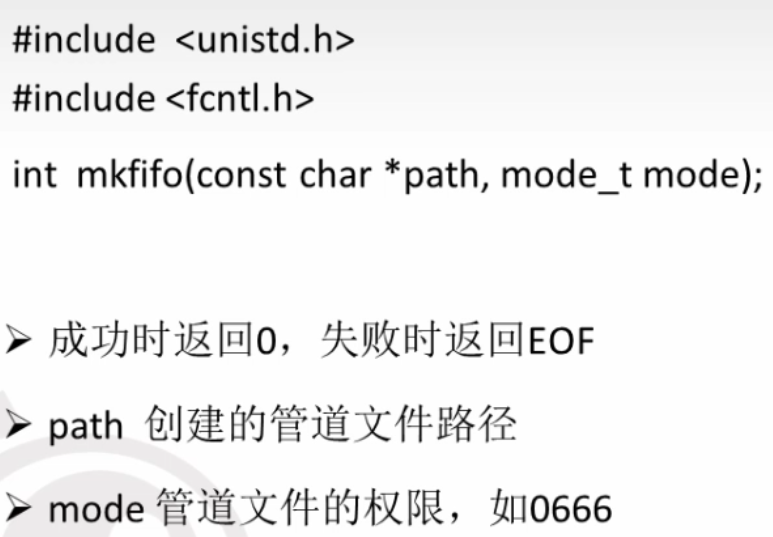 #include <unistd.h>
#include <fcntl.h>
int mkfifo(const char *path, mode_t mode);
➢ 成功时返回0，失败时返回EOF
➢ path 创建的管道文件路径
➢ mode 管道文件的权限，如0666